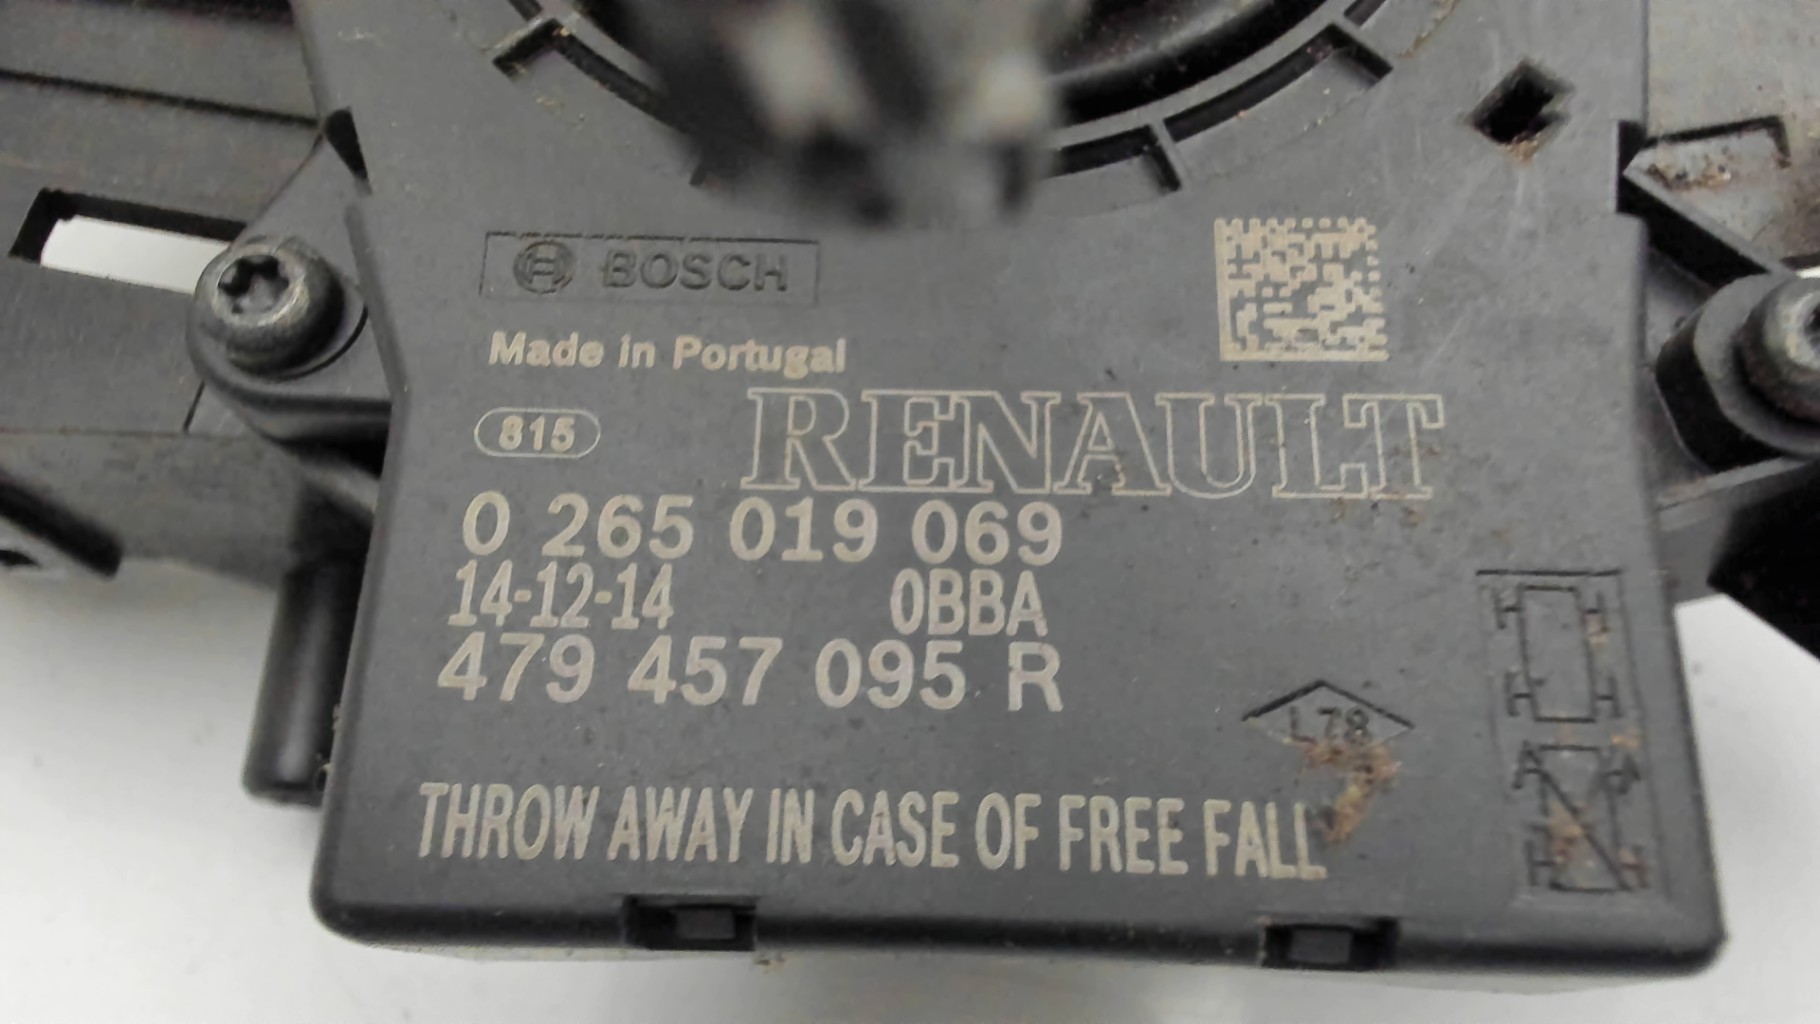 BOSCH
Made in Portugal
815
RENAULT
0 265 019 069
14-12-14 0BBA
479 457 095 R
L78
THROW AWAY IN CASE OF FREE FALL